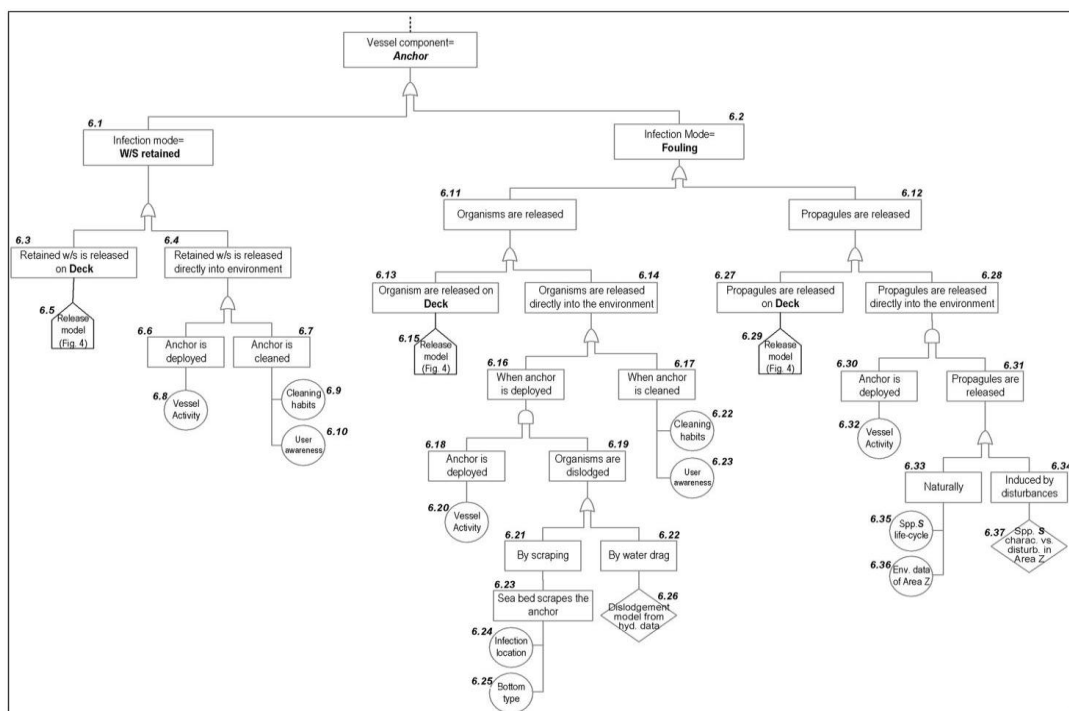 Vessel component=
Anchor
6.1
Infection mode=
W/S retained
6.2
Infection Mode=
Fouling
6.11
Organisms are released
6.12
Propagules are released
6.3
Retained w/s is released
on Deck
6.4
Retained w/s is released
directly into environment
6.13
Organism are released on
Deck
6.14
Organisms are released
directly into the environment
6.27
Propagules are released
on Deck
6.28
Propagules are released
directly into the environment
6.5
Release
model
(Fig. 4)
6.6
Anchor is
deployed
6.7
Anchor is
cleaned
6.15
Release
model
(Fig. 4)
6.16
When anchor
is deployed
6.17
When anchor
is cleaned
6.29
Release
model
(Fig. 4)
6.30
Anchor is
deployed
6.31
Propagules are
released
6.8
Vessel
Activity
6.9
Cleaning
habits
6.10
User
awareness
6.18
Anchor is
deployed
6.19
Organisms are
dislodged
6.22
Cleaning
habits
6.23
User
awareness
6.32
Vessel
Activity
6.20
Vessel
Activity
6.33
Naturally
6.34
Induced by
disturbances
6.21
By scraping
6.22
By water drag
6.35
Spp.S
life-cycle
6.36
Env. data
of Area Z
6.37
Spp. S
charac. vs.
disturb. in
Area Z
6.23
Sea bed scrapes the
anchor
6.26
Dislodgement
model from
hyd. data
6.24
Infection
location
6.25
Bottom
type